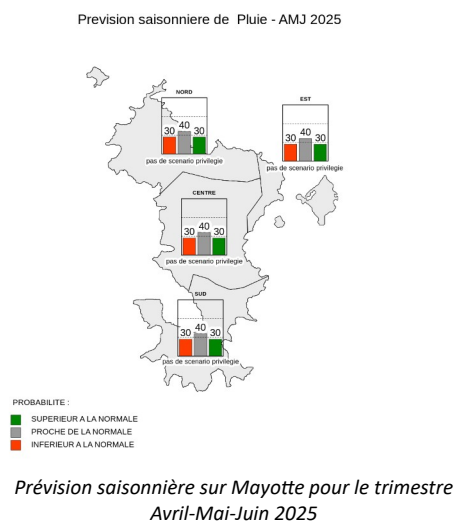 Prevision saisonniere de Pluie - AMJ 2025
NORD
30 40 30
pas de scenario privilegie
EST
30 40 30
pas de scenario privilegie
CENTRE
30 40 30
pas de scenario privilegie
SUD
30 40 30
pas de scenario privilegie
PROBABILITE :
SUPERIEUR A LA NORMALE
PROCHE DE LA NORMALE
INFERIEUR A LA NORMALE
Prévision saisonnière sur Mayotte pour le trimestre
Avril-Mai-Juin 2025